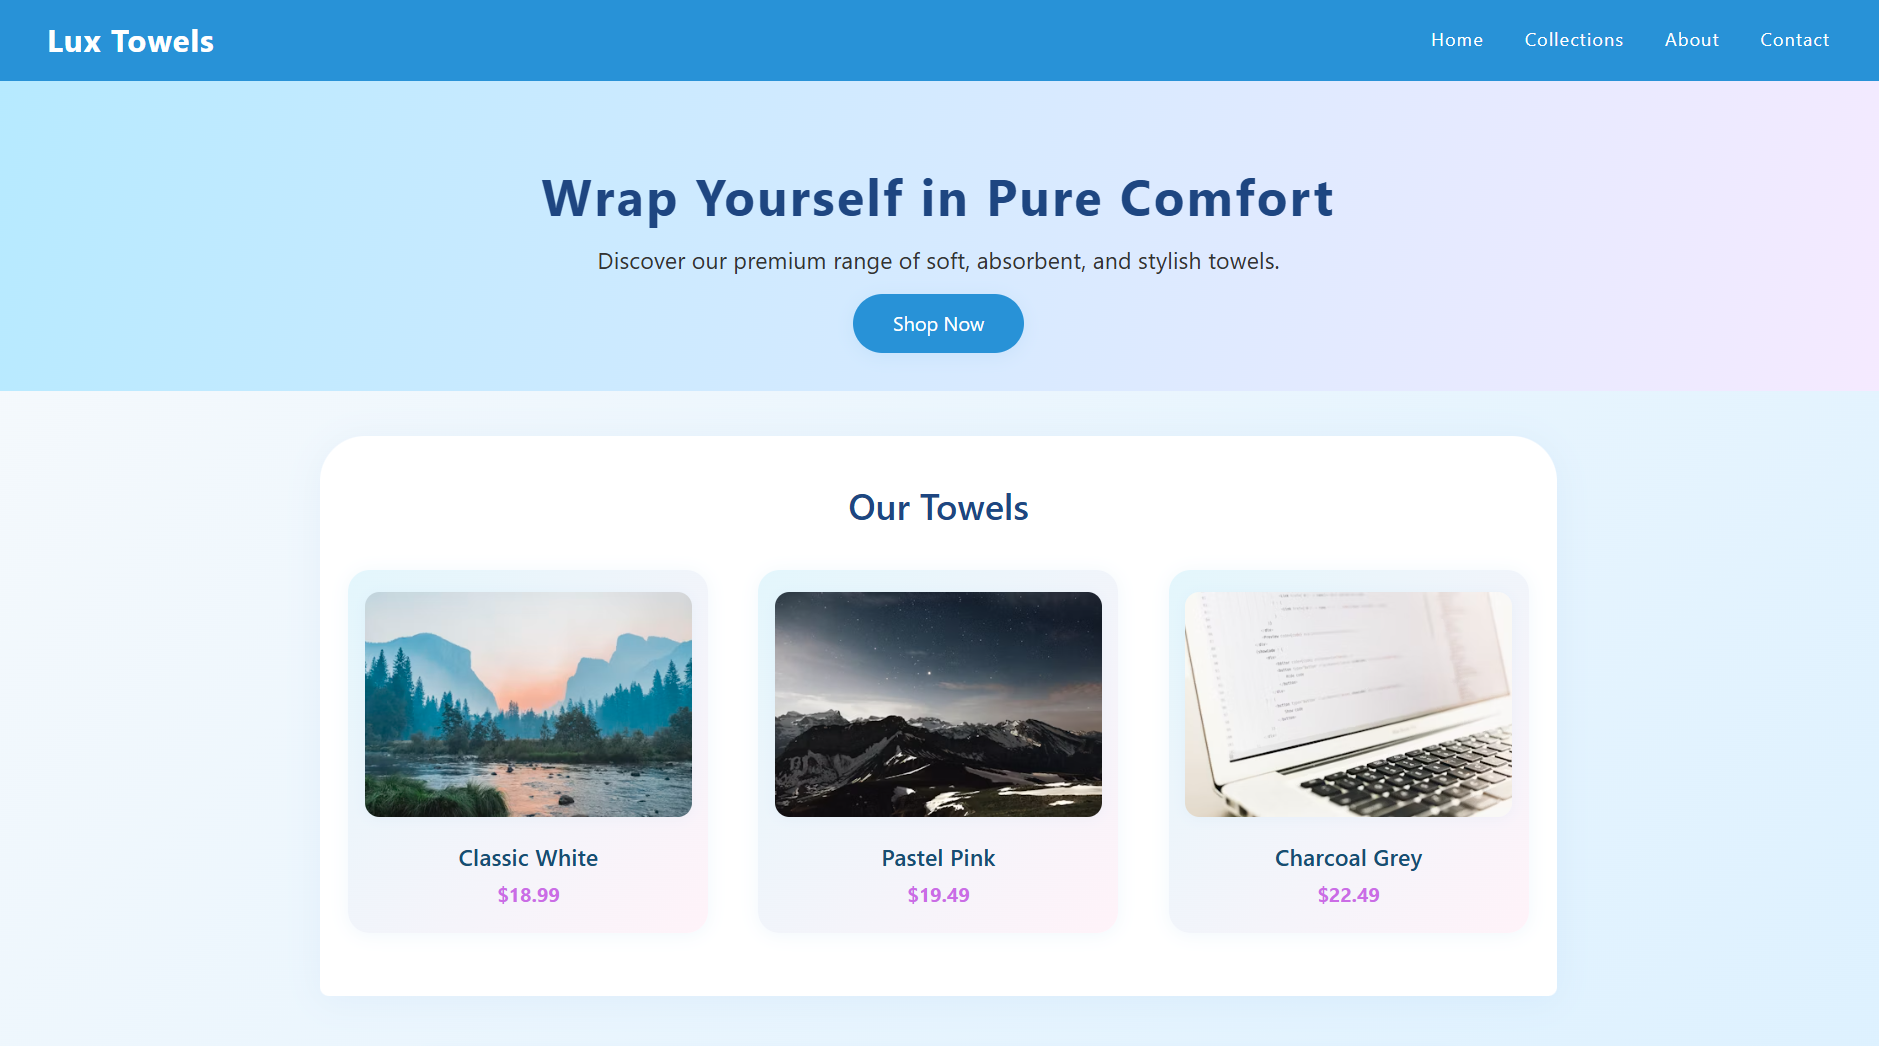 Lux Towels
Home Collections About Contact
Wrap Yourself in Pure Comfort
Discover our premium range of soft, absorbent, and stylish towels.
Shop Now
Our Towels
Classic White
$18.99
Pastel Pink
$19.49
Charcoal Grey
$22.49